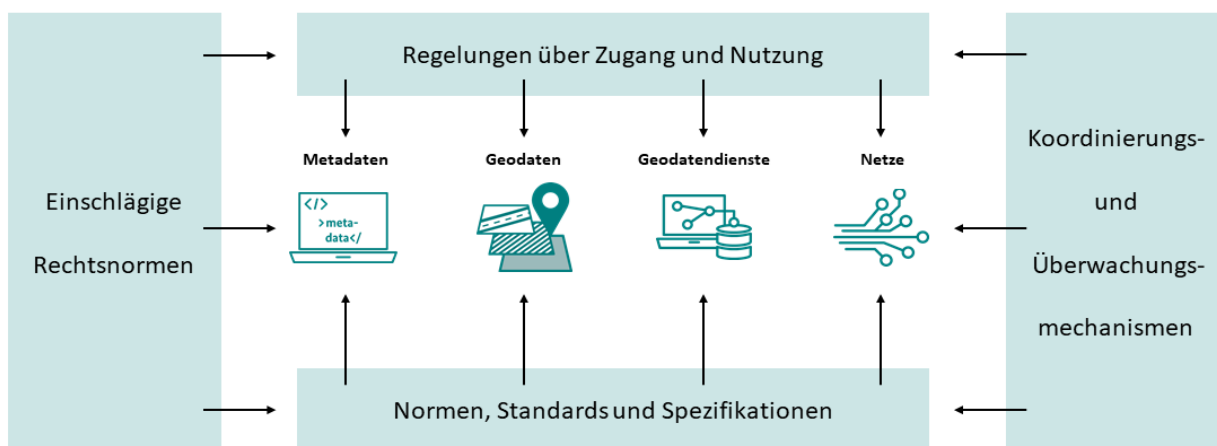 Regelungen über Zugang und Nutzung
Einschlägige
Rechtsnormen
Metadaten
Geodaten
Geodatendienste
Netze
</>
>meta-
data</
Koordinierungs-
und
Überwachungs-
mechanismen
Normen, Standards und Spezifikationen